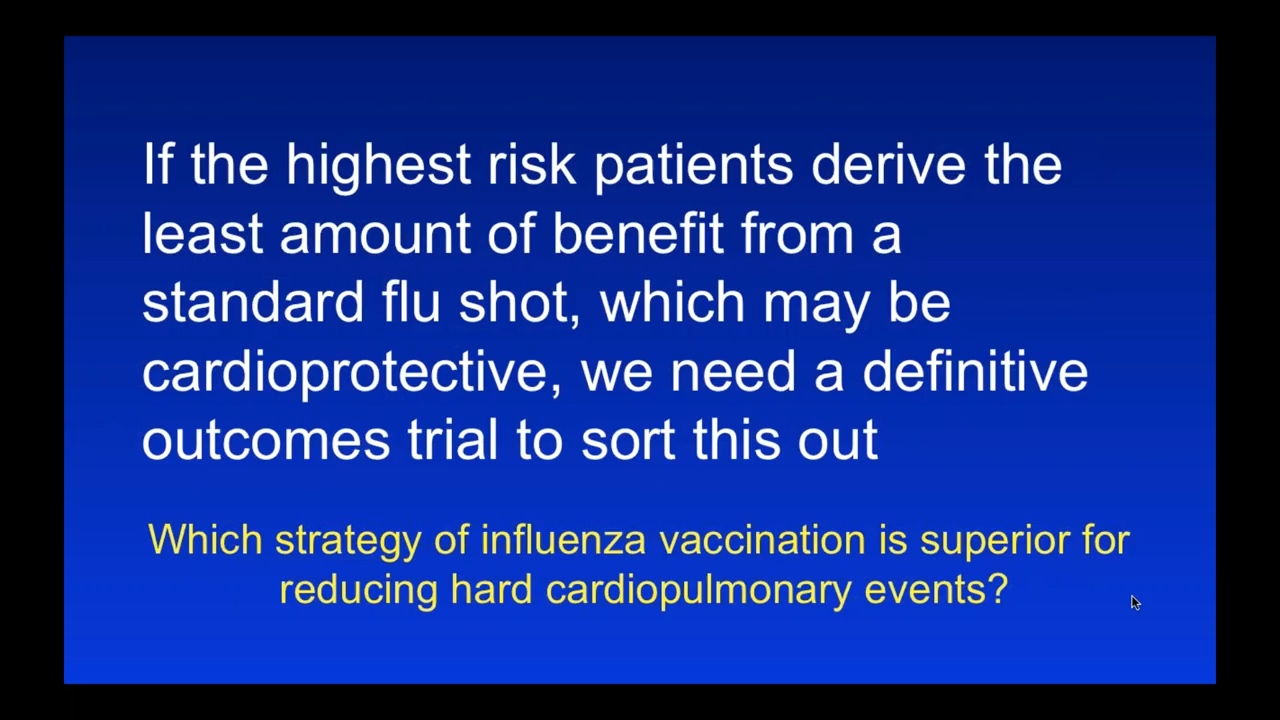 If the highest risk patients derive the
least amount of benefit from a
standard flu shot, which may be
cardioprotective, we need a definitive
outcomes trial to sort this out
Which strategy of influenza vaccination is superior for
reducing hard cardiopulmonary events?